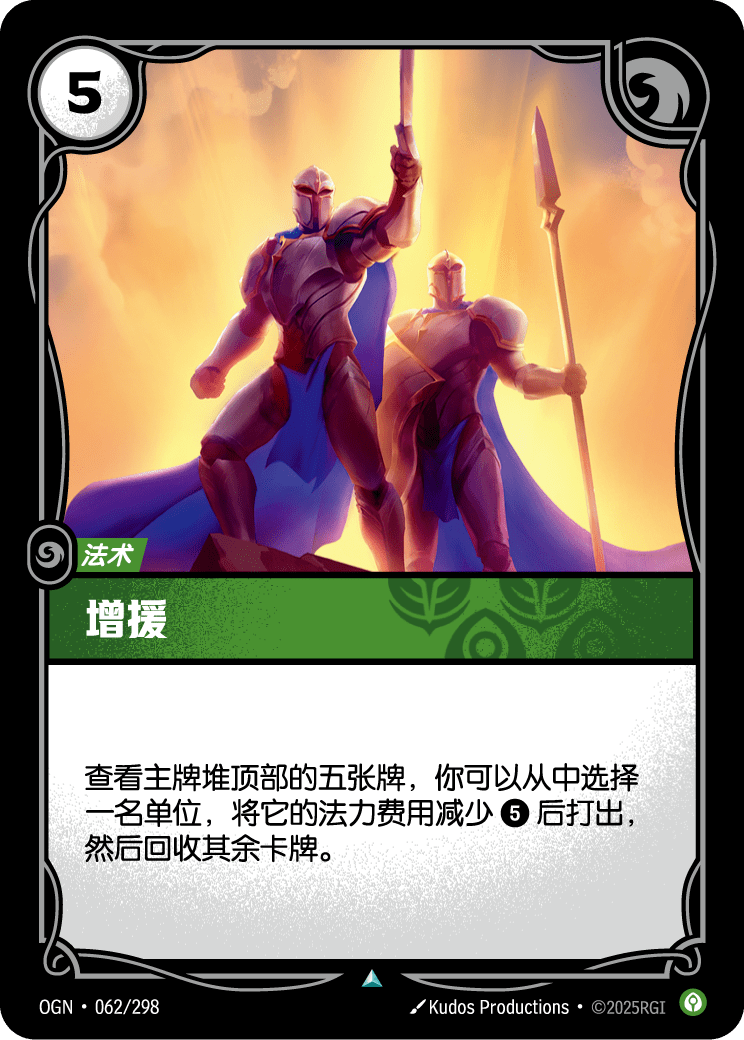 5
法术
增援
查看主牌堆顶部的五张牌，你可以从中选择
一名单位，将它的法力费用减少 5 后打出，
然后回收其余卡牌。
OGN • 062/298
Kudos Productions • ©2025RGI